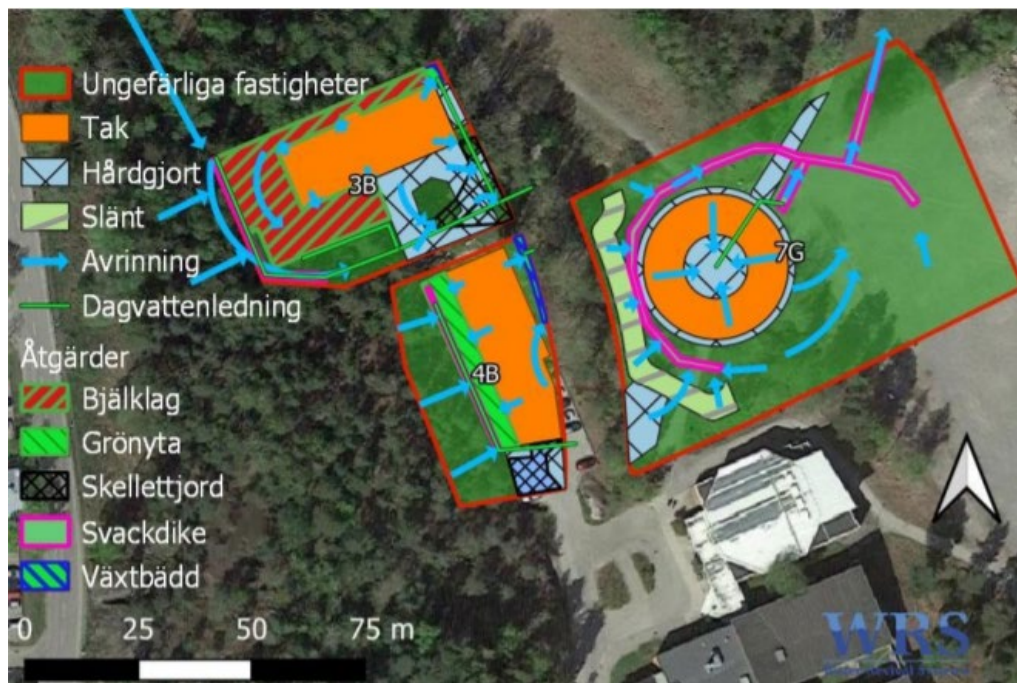 Ungefärliga fastigheter
Tak
Hårdgjort
Slänt
Avrinning
Dagvattenledning
Åtgärder
Bjälklag
Grönyta
Skellettjord
Svackdike
Växtbädd
0 25 50 75 m
3B
4B
7G
WRS